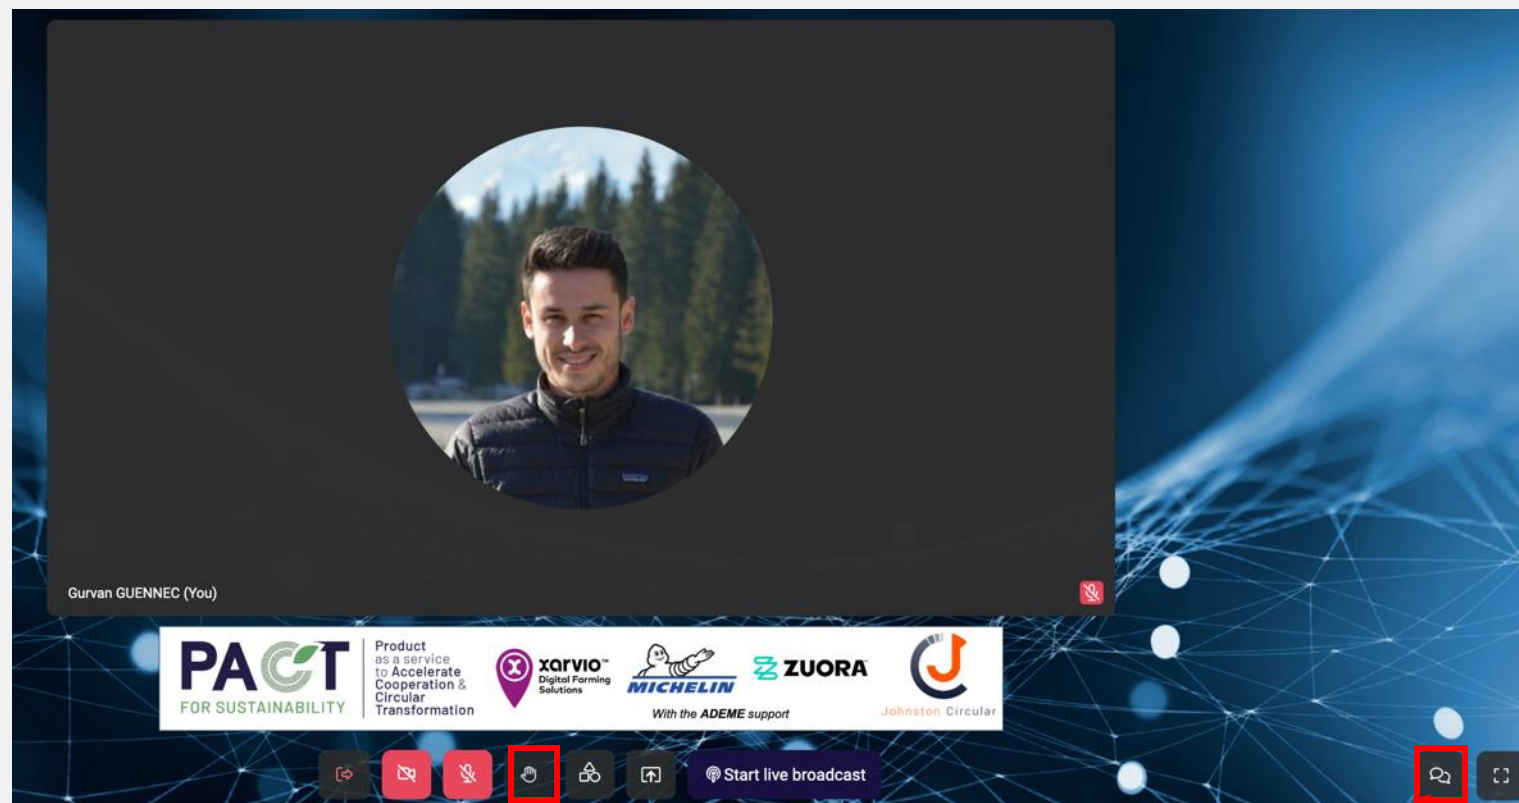 Gurvan GUENNEC (You)
PACT
FOR SUSTAINABILITY
Product
as a service
to Accelerate
Cooperation &
Circular
Transformation
x
xarvio™
Digital Farming
Solutions
MICHELIN
ZUORA
With the ADEME support
Johnston Circular
Start live broadcast